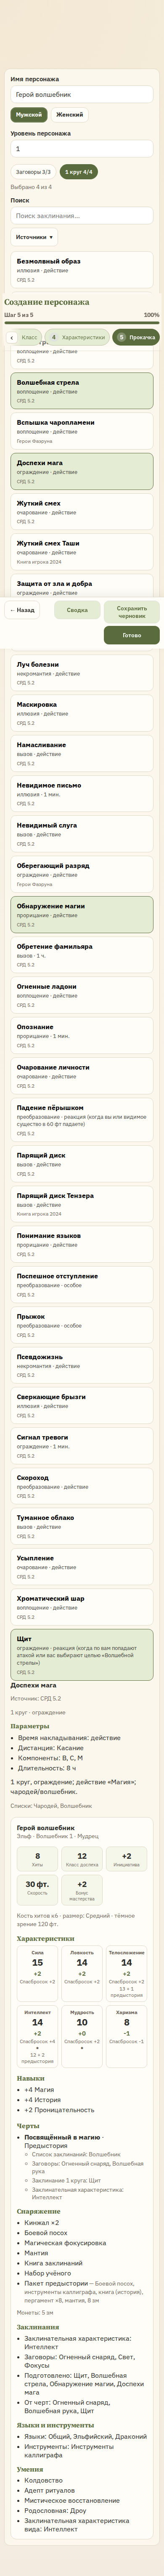 Имя персонажа
Герой волшебник
Мужской
Женский
Уровень персонажа
1
Заговоры 3/3
1 круг 4/4
Выбрано 4 из 4
Поиск
Поиск заклинания...
Источники ▾
Безмолвный образ
иллюзия · действие
СРД 5.2
Создание персонажа
Шаг 5 из 5
100%
‹
Класс
4 Характеристики
5 Прокачка
воплощение · действие
СРД 5.2
Волшебная стрела
воплощение · действие
СРД 5.2
Вспышка чаропламени
воплощение · действие
Герои Фаэруна
Доспехи мага
ограждение · действие
СРД 5.2
Жуткий смех
очарование · действие
СРД 5.2
Жуткий смех Таши
очарование · действие
Книга игрока 2024
Защита от зла и добра
ограждение · действие
← Назад
Сводка
Сохранить
черновик
Готово
Луч болезни
некромантия · действие
СРД 5.2
Маскировка
иллюзия · действие
СРД 5.2
Намасливание
вызов · действие
СРД 5.2
Невидимое письмо
иллюзия · 1 мин.
СРД 5.2
Невидимый слуга
вызов · действие
СРД 5.2
Оберегающий разряд
ограждение · действие
Герои Фаэруна
Обнаружение магии
прорицание · действие
СРД 5.2
Обретение фамильяра
вызов · 1 ч.
СРД 5.2
Огненные ладони
воплощение · действие
СРД 5.2
Опознание
прорицание · 1 мин.
СРД 5.2
Очарование личности
очарование · действие
СРД 5.2
Падение пёрышком
преобразование · реакция (когда вы или видимое
существо в 60 фт падаете)
СРД 5.2
Парящий диск
вызов · действие
СРД 5.2
Парящий диск Тензера
вызов · действие
Книга игрока 2024
Понимание языков
прорицание · действие
СРД 5.2
Поспешное отступление
преобразование · особое
СРД 5.2
Прыжок
преобразование · особое
СРД 5.2
Псевдожизнь
некромантия · действие
СРД 5.2
Сверкающие брызги
иллюзия · действие
СРД 5.2
Сигнал тревоги
ограждение · 1 мин.
СРД 5.2
Скороход
преобразование · действие
СРД 5.2
Туманное облако
вызов · действие
СРД 5.2
Усыпление
очарование · действие
СРД 5.2
Хроматический шар
воплощение · действие
СРД 5.2
Щит
ограждение · реакция (когда по вам попадают
атакой или вас выбирают целью «Волшебной
стрелы»)
СРД 5.2
Доспехи мага
Источник: СРД 5.2
1 круг · ограждение
Параметры
• Время накладывания: действие
• Дистанция: Касание
• Компоненты: В, С, М
• Длительность: 8 ч
1 круг, ограждение; действие «Магия»;
чародей/волшебник.
Списки: Чародей, Волшебник
Герой волшебник
Эльф · Волшебник 1 · Мудрец
8
Хиты
12
Класс доспеха
+2
Инициатива
30 фт.
Скорость
+2
Бонус
мастерства
Кость хитов к6 · размер: Средний · тёмное
зрение 120 фт.
Характеристики
Сила
15
+2
Спасбросок +2
Ловкость
14
+2
Спасбросок +2
Телосложение
14
+2
Спасбросок +2
13 + 1
предыстория
Интеллект
14
+2
Спасбросок +4
•
12 + 2
предыстория
Мудрость
10
+0
Спасбросок +2
•
Харизма
8
-1
Спасбросок -1
Навыки
• +4 Магия
• +4 История
• +2 Проницательность
Черты
• Посвящённый в магию ·
Предыстория
◦ Список заклинаний: Волшебник
◦ Заговоры: Огненный снаряд, Волшебная
рука
◦ Заклинание 1 круга: Щит
◦ Заклинательная характеристика:
Интеллект
Снаряжение
• Кинжал ×2
• Боевой посох
• Магическая фокусировка
• Мантия
• Книга заклинаний
• Набор учёного
• Пакет предыстории — Боевой посох,
инструменты каллиграфа, книга (история),
пергамент ×8, мантия, 8 зм
Монеты: 5 зм
Заклинания
• Заклинательная характеристика:
Интеллект
• Заговоры: Огненный снаряд, Свет,
Фокусы
• Подготовлено: Щит, Волшебная
стрела, Обнаружение магии, Доспехи
мага
• От черт: Огненный снаряд,
Волшебная рука, Щит
Языки и инструменты
• Языки: Общий, Эльфийский, Драконий
• Инструменты: Инструменты
каллиграфа
Умения
• Колдовство
• Адепт ритуалов
• Мистическое восстановление
• Родословная: Дроу
• Заклинательная характеристика
вида: Интеллект